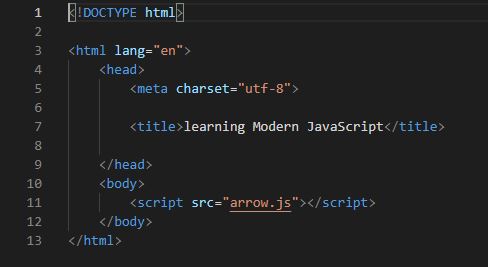 1 <!DOCTYPE html>
2
3 <html lang="en">
4     <head>
5         <meta charset="utf-8">
6
7         <title>learning Modern JavaScript</title>
8
9     </head>
10     <body>
11         <script src="arrow.js"></script>
12     </body>
13 </html>